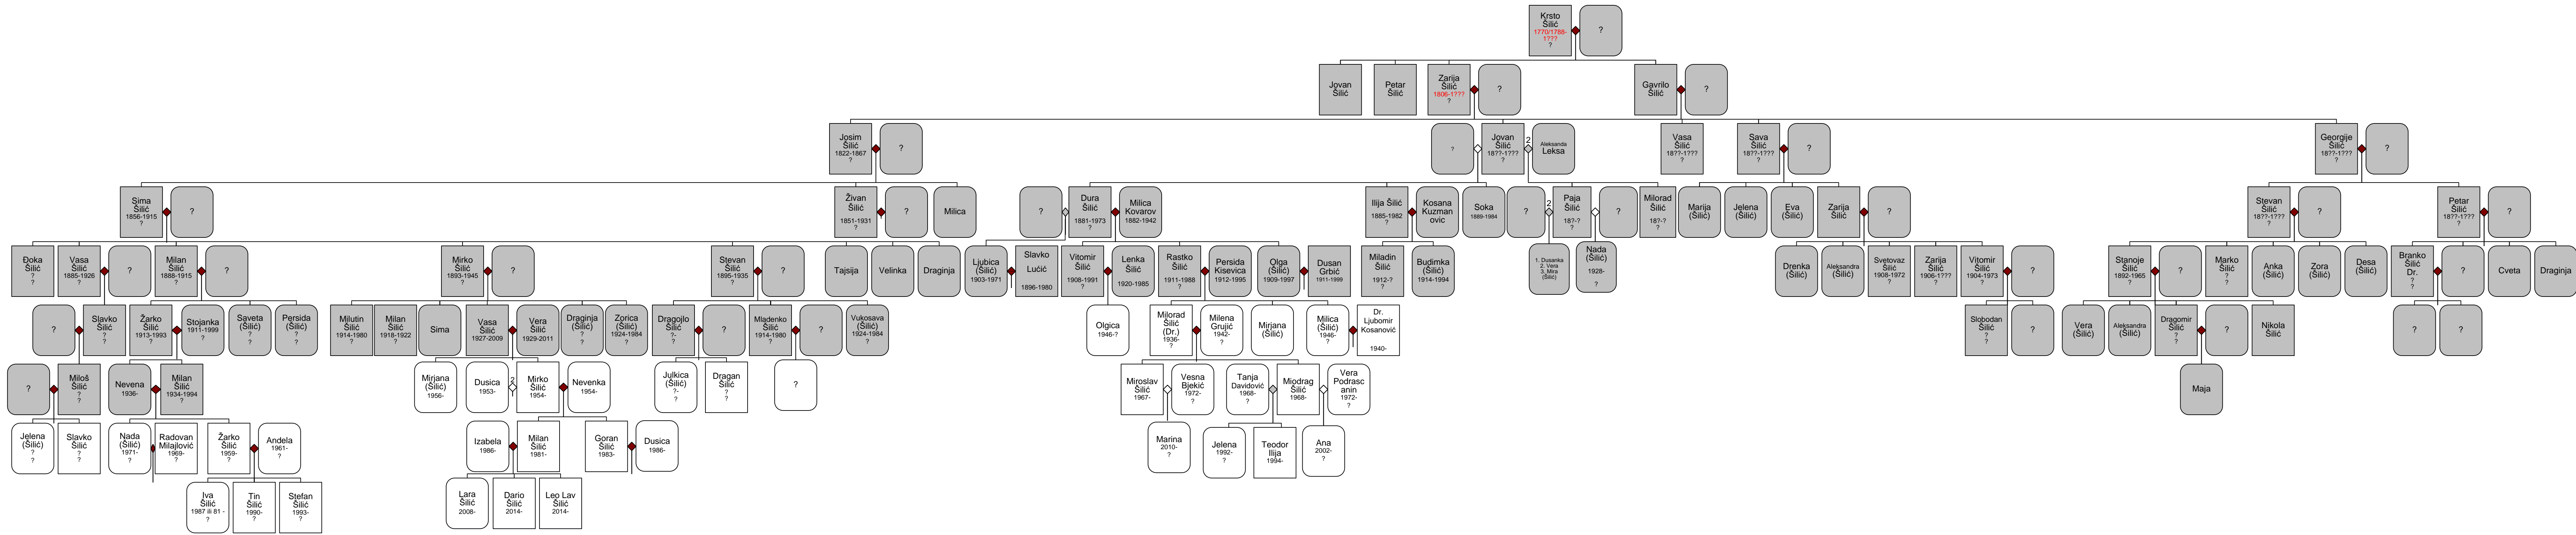 Krsto
Šilić
1770/1788-
1???
?
?
Jovan
Šilić
Petar
Šilić
Zarija
Šilić
1806-1???
?
?
Gavrilo
Šilić
?
Josim
Šilić
1822-1867
?
?
?
Jovan
Šilić
18??-1???
?
2
Aleksanda
Leksa
Vasa
Šilić
18??-1???
?
Sava
Šilić
18??-1???
?
?
Georgije
Šilić
18??-1???
?
?
Sima
Šilić
1856-1915
?
?
Živan
Šilić
1851-1931
?
?
Milica
?
Dura
Šilić
1881-1973
?
Milica
Kovarov
1882-1942
Ilija Šilić
1885-1982
?
Kosana
Kuzman
ovic
Soka
1889-1984
?
2
Paja
Šilić
18?-?
?
?
Milorad
Šilić
18?-?
?
Marija
(Šilić)
Jelena
(Šilić)
Eva
(Šilić)
Zarija
Šilić
?
Stevan
Šilić
18??-1???
?
?
Petar
Šilić
18??-1???
?
?
Đoka
Šilić
?
?
Vasa
Šilić
1885-1926
?
?
Milan
Šilić
1888-1915
?
?
Mirko
Šilić
1893-1945
?
?
Stevan
Šilić
1895-1935
?
?
Tajsija
Velinka
Draginja
Ljubica
(Šilić)
1903-1971
Slavko
Lućić
1896-1980
Vitomir
Šilić
1908-1991
?
Lenka
Šilić
1920-1985
Rastko
Šilić
1911-1988
?
Persida
Kisevica
1912-1995
Olga
(Šilić)
1909-1997
Dusan
Grbić
1911-1999
Miladin
Šilić
1912-?
?
Budimka
(Šilić)
1914-1994
1. Dusanka
2. Vera
3. Mira
(Šilić)
Nada
(Šilić)
1928-
?
Drenka
(Šilić)
Aleksandra
(Šilić)
Svetovaz
Šilić
1908-1972
Zarija
Šilić
1906-1???
Vitomir
Šilić
1904-1973
?
?
Stanoje
Šilić
1892-1965
?
Marko
Šilić
?
?
Anka
(Šilić)
Zora
(Šilić)
Desa
(Šilić)
Branko
Šilić
Dr.
?
?
?
Cveta
Draginja
?
Slavko
Šilić
?
?
Žarko
Šilić
1913-1993
?
Stojanka
1911-1999
?
Saveta
(Šilić)
?
?
Persida
(Šilić)
?
?
Milutin
Šilić
1914-1980
?
Milan
Šilić
1918-1922
?
Sima
Vasa
Šilić
1927-2009
Vera
Šilić
1929-2011
Draginja
(Šilić)
?
?
Zorica
(Šilić)
1924-1984
?
Dragojlo
Šilić
?
?
?
Mladenko
Šilić
1914-1980
?
?
Vukosava
(Šilić)
1924-1984
?
Olgica
1946-?
Milorad
Šilić
(Dr.)
1936-
?
Milena
Grujić
1942-
?
Mirjana
(Šilić)
Milica
(Šilić)
1946-
?
Dr.
Ljubomir
Kosanović
1940-
Slobodan
Šilić
?
?
Vera
(Šilić)
Aleksandra
(Šilić)
Dragomir
Šilić
?
?
?
Nikola
Šilić
?
?
?
Miloš
Šilić
?
?
Nevena
1936-
Milan
Šilić
1934-1994
?
Mirjana
(Šilić)
1956-
Dusica
1953-
2
Mirko
Šilić
1954-
Nevenka
1954-
Julkica
(Šilić)
?-
?
Dragan
Šilić
?
?
?
Miroslav
Šilić
1967-
Vesna
Bjekić
1972-
?
Tanja
Davidović
1968-
?
Miodrag
Šilić
1968-
Vera
Podrasc
anin
1972-
?
Maja
Jelena
(Šilić)
?
?
Slavko
Šilić
?
Nada
(Šilić)
1971-
?
Radovan
Milajlović
1969-
?
Žarko
Šilić
1959-
?
Andela
1961-
?
Izabela
1986-
Milan
Šilić
1981-
Goran
Šilić
1983-
Dusica
1986-
Marina
2010-
?
Jelena
1992-
?
Teodor
Ilija
1994-
Ana
2002-
?
Iva
Šilić
1987 ili 81 -
?
Tin
Šilić
1990-
?
Stefan
Šilić
1993-
?
Lara
Šilić
2008-
Dario
Šilić
2014-
Leo Lav
Šilić
2014-